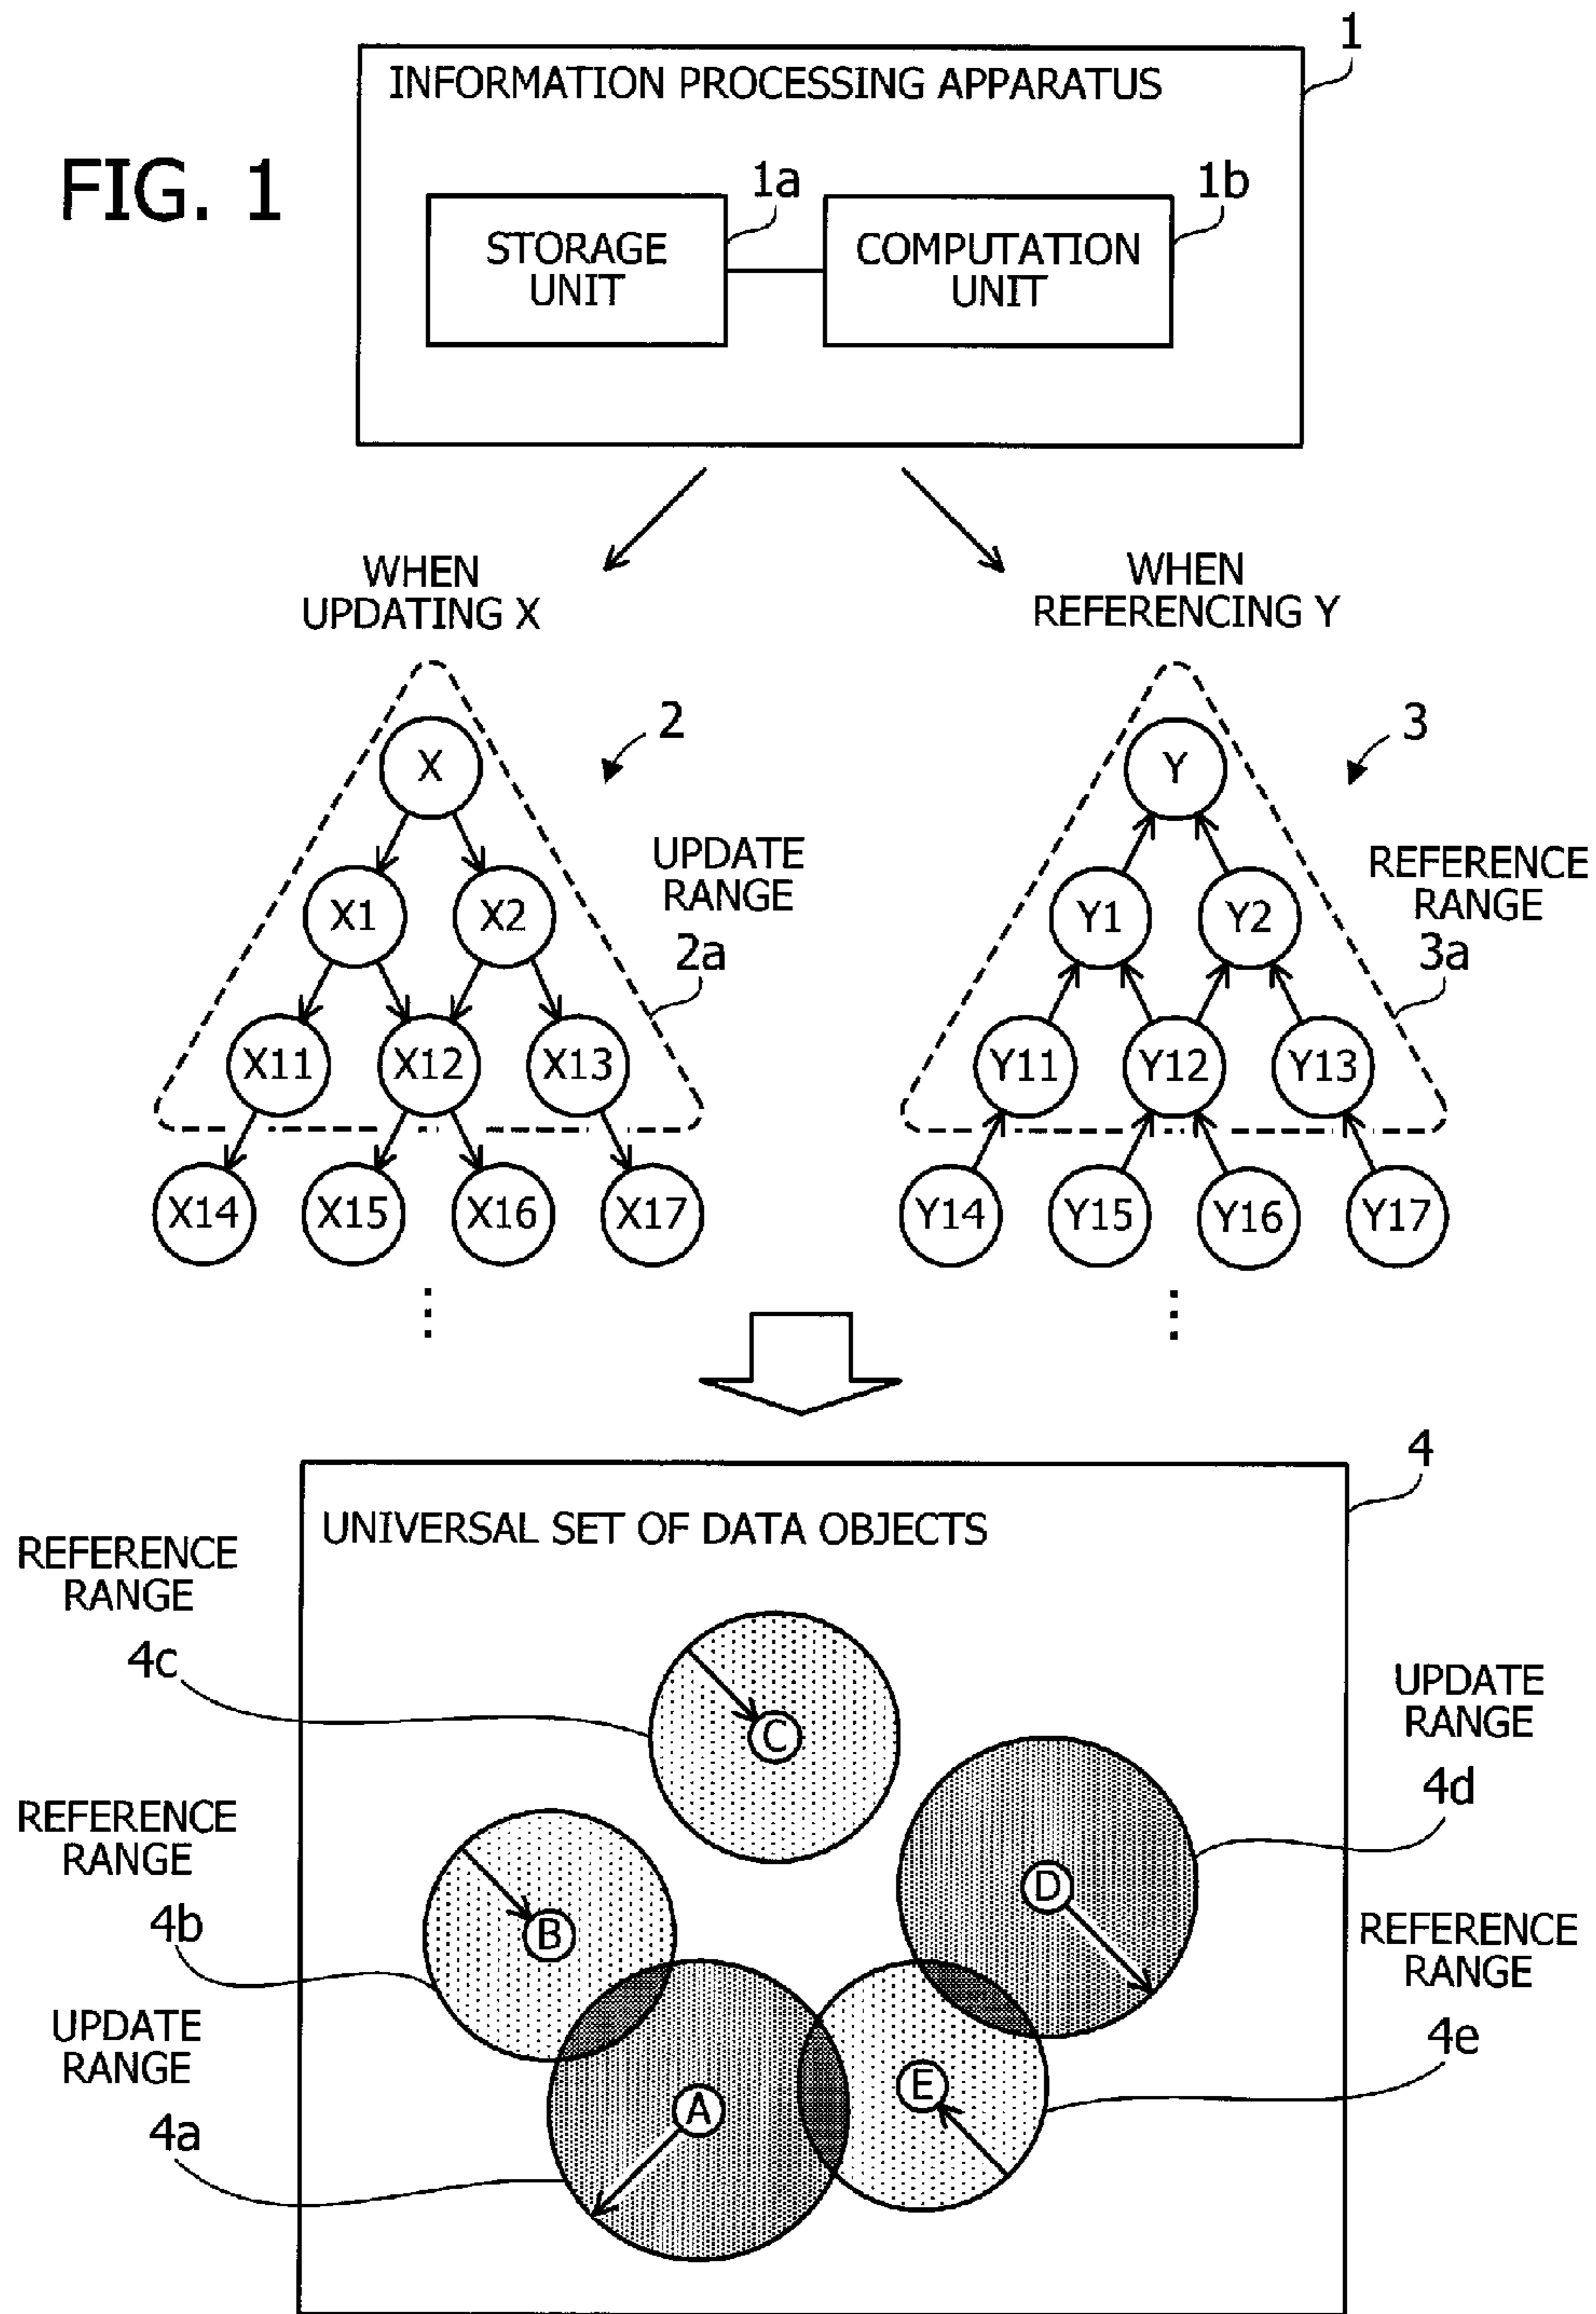 FIG. 1
1
INFORMATION PROCESSING APPARATUS
1a
1b
STORAGE
UNIT
COMPUTATION
UNIT
WHEN
UPDATING X
WHEN
REFERENCING Y
2
3
X
X1
X2
X11
X12
X13
X14
X15
X16
X17
UPDATE
RANGE
2a
Y
Y1
Y2
Y11
Y12
Y13
Y14
Y15
Y16
Y17
REFERENCE
RANGE
3a
4
UNIVERSAL SET OF DATA OBJECTS
REFERENCE
RANGE
4c
C
UPDATE
RANGE
4d
D
REFERENCE
RANGE
4b
B
REFERENCE
RANGE
4e
E
UPDATE
RANGE
4a
A